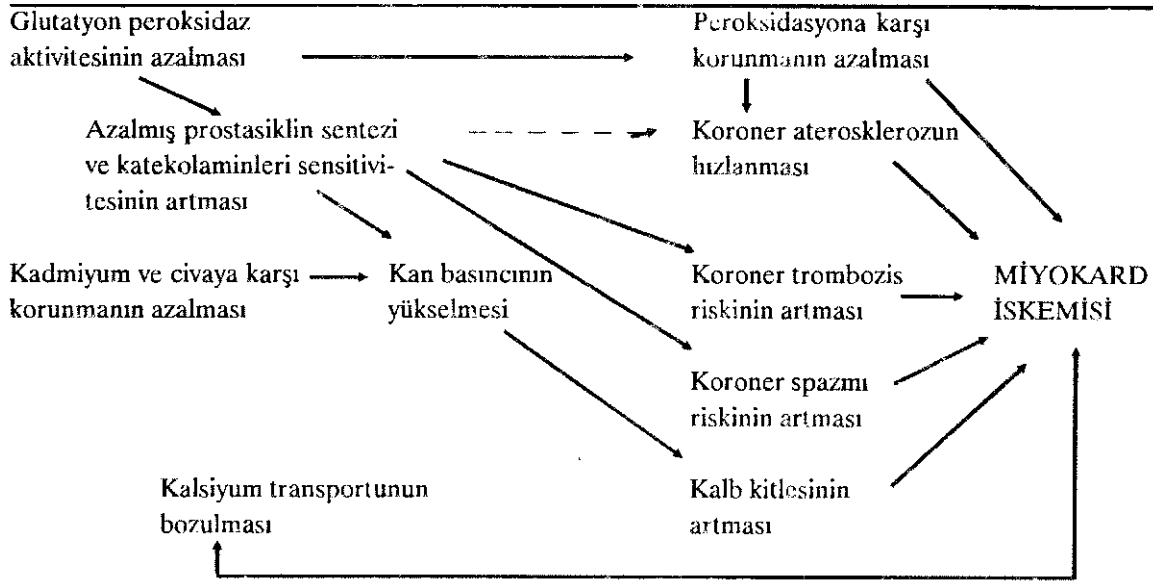 Glutatyon peroksidaz
aktivitesinin azalması
Peroksidasyona karşı
korunmanın azalması
Azalmış prostasiklin sentezi
ve katekolaminleri sensitivi-
tesinin artması
Koroner aterosklerozun
hızlanması
Kadmiyum ve civaya karşı
korunmanın azalması
Kan basıncının
yükselmesi
Koroner trombozis
riskinin artması
MİYOKARD
İSKEMİSİ
Koroner spazmı
riskinin artması
Kalsiyum transportunun
bozulması
Kalb kitlesinin
artması